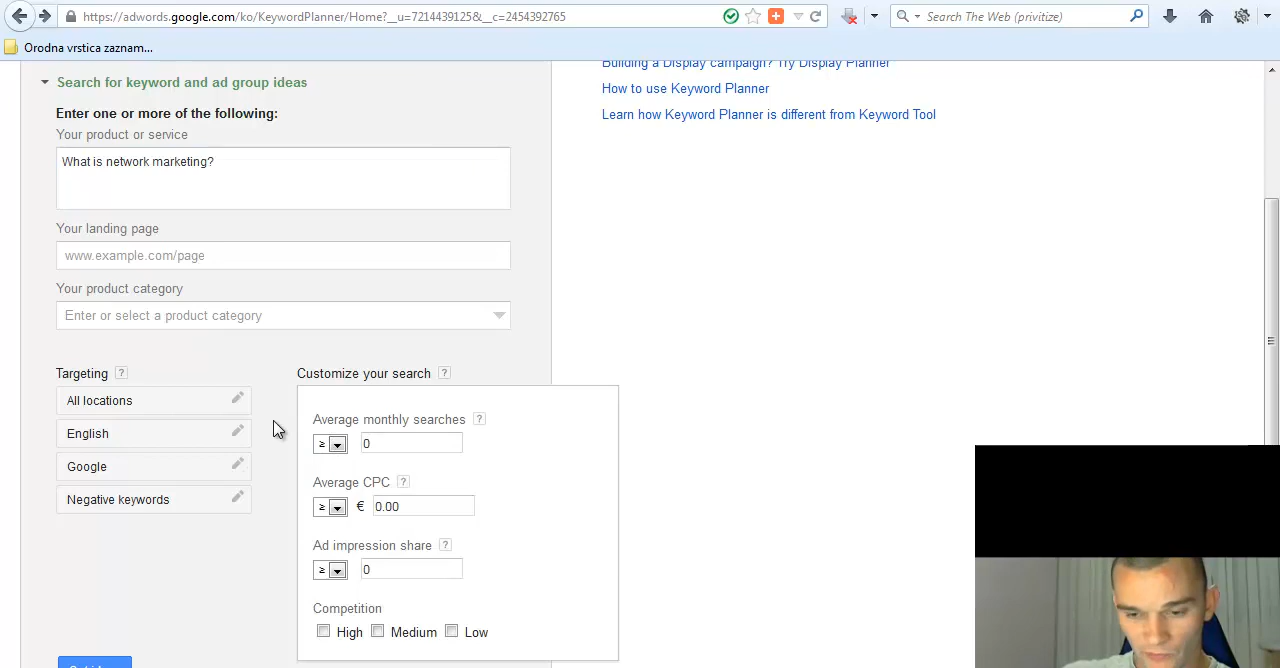 https://adwords.google.com/ko/KeywordPlanner/Home?__u=7214439125&__c=2454392765
Search The Web (privitize)
Orodna vrstica zaznam...
Search for keyword and ad group ideas
Building a Display campaign? Try Display Planner
How to use Keyword Planner
Enter one or more of the following:
Learn how Keyword Planner is different from Keyword Tool
Your product or service
What is network marketing?
Your landing page
www.example.com/page
Your product category
Enter or select a product category
Targeting ?
Customize your search ?
All locations
Average monthly searches ?
English
≥ 0
Google
Average CPC ?
Negative keywords
≥ € 0.00
Ad impression share ?
≥ 0
Competition
High Medium Low